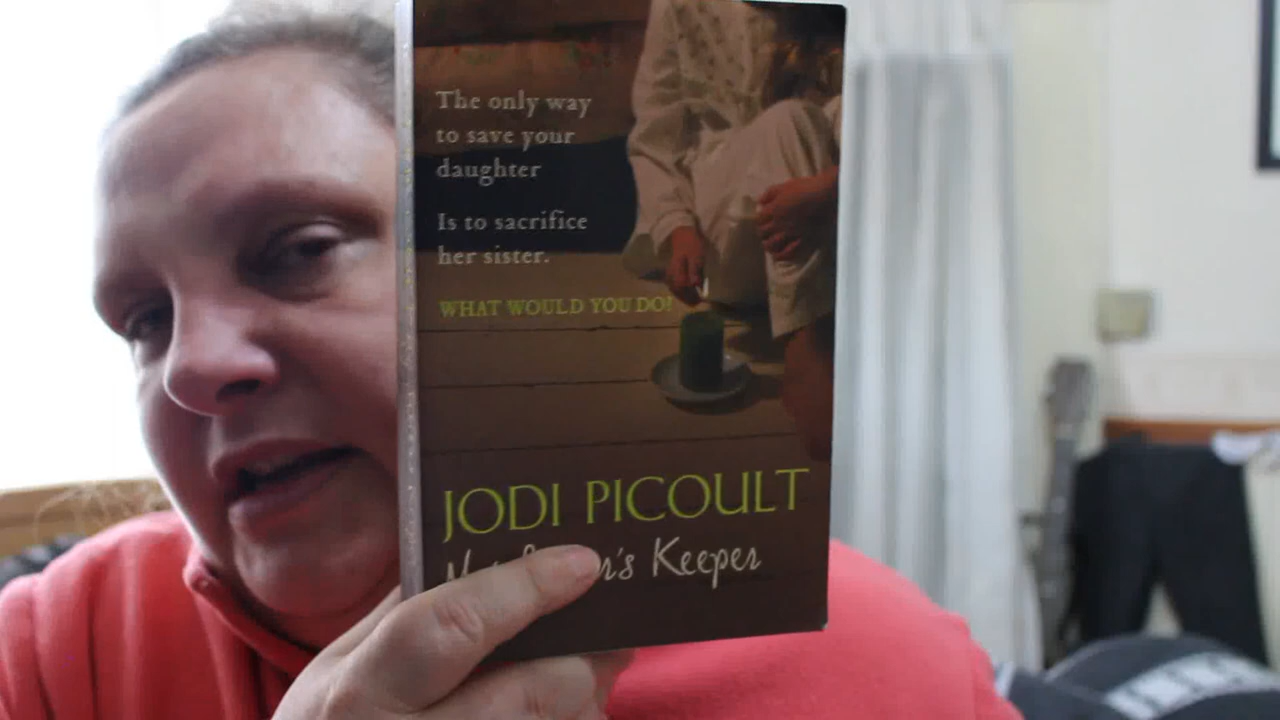 The only way
to save your
daughter
Is to sacrifice
her sister.
WHAT WOULD YOU DO?
JODI PICOULT
Keeper